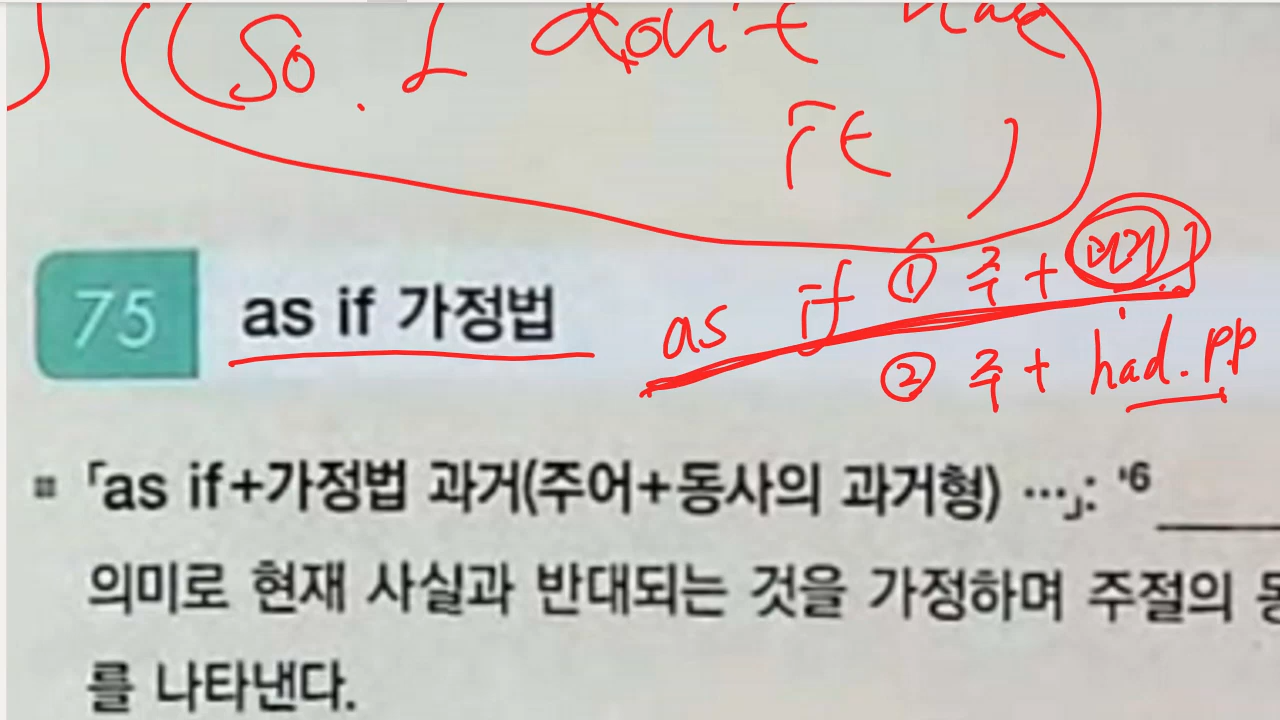 So. I don't had
it )
75 as if 가정법
as if ① 주 + 과거
② 주 + had.pp
「as if+가정법 과거(주어+동사의 과거형) …」: '6
의미로 현재 사실과 반대되는 것을 가정하며 주절의 동
를 나타낸다.